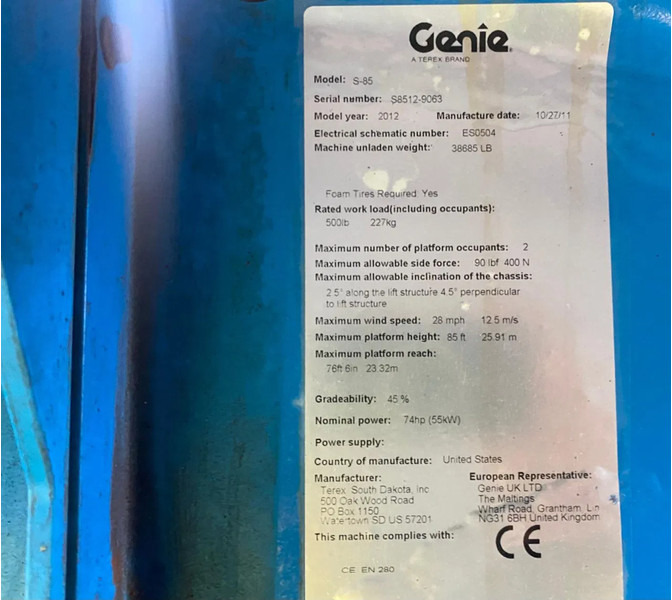 Genie
A TEREX BRAND
Model: S-85
Serial number: S8512-9063
Model year: 2012 Manufacture date: 10/27/11
Electrical schematic number: ES0504
Machine unladen weight: 38685 LB
Foam Tires Required: Yes
Rated work load(including occupants):
500lb 227kg
Maximum number of platform occupants: 2
Maximum allowable side force: 90 lbf 400 N
Maximum allowable inclination of the chassis:
2.5° along the lift structure 4.5° perpendicular
to lift structure
Maximum wind speed: 28 mph 12.5 m/s
Maximum platform height: 85 ft 25.91 m
Maximum platform reach:
76ft 6in 23.32m
Gradeability: 45 %
Nominal power: 74hp (55kW)
Power supply:
Country of manufacture: United States
Manufacturer: European Representative:
Terex South Dakota, Inc Genie UK LTD
500 Oak Wood Road The Maltings
PO Box 1150 Wharf Road, Grantham,
Watertown SD US 57201 NG31 6BH United Kingdom
This machine complies with: CE
CE EN 280